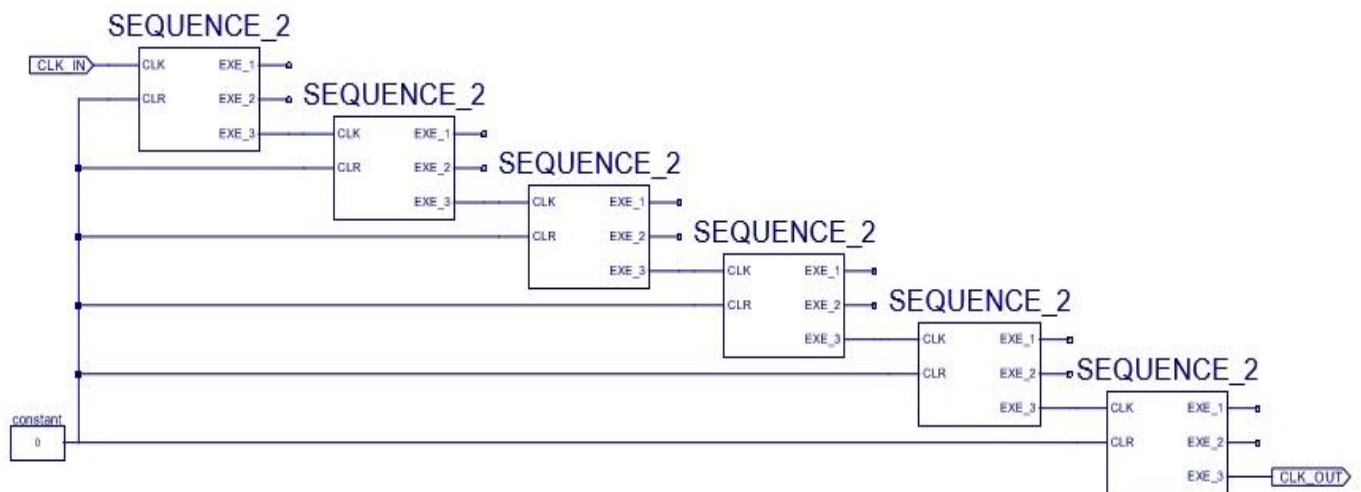 SEQUENCE_2
CLK_IN
CLK EXE_1
CLR EXE_2
EXE_3
SEQUENCE_2
CLK EXE_1
CLR EXE_2
EXE_3
SEQUENCE_2
CLK EXE_1
CLR EXE_2
EXE_3
SEQUENCE_2
CLK EXE_1
CLR EXE_2
EXE_3
SEQUENCE_2
CLK EXE_1
CLR EXE_2
EXE_3
SEQUENCE_2
CLK EXE_1
CLR EXE_2
EXE_3
CLK_OUT
constant
0